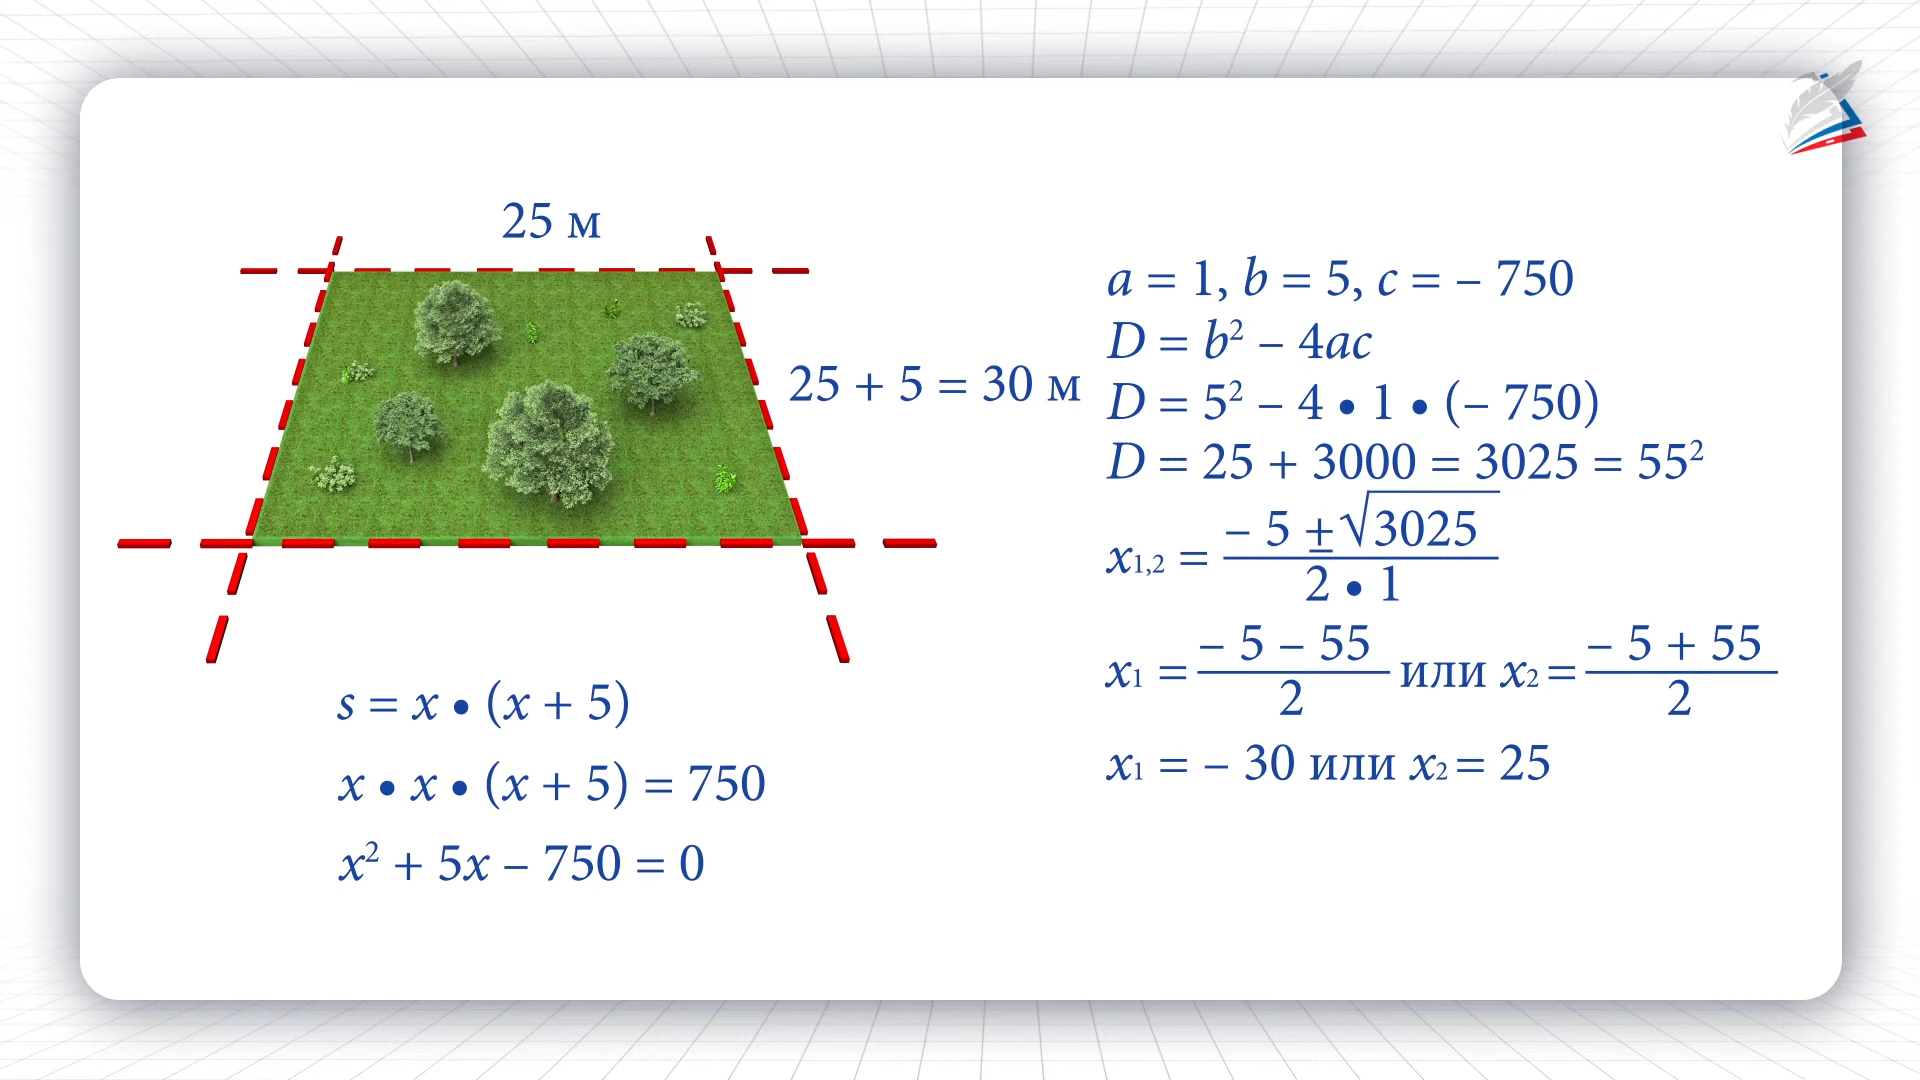 25 м
25 + 5 = 30 м
s = x • (x + 5)
x • x • (x + 5) = 750
x² + 5x – 750 = 0
a = 1, b = 5, c = – 750
D = b² – 4ac
D = 5² – 4 • 1 • (– 750)
D = 25 + 3000 = 3025 = 55²
x₁,₂ = (– 5 ± √3025) / (2 • 1)
x₁ = (– 5 – 55) / 2 или x₂ = (– 5 + 55) / 2
x₁ = – 30 или x₂ = 25